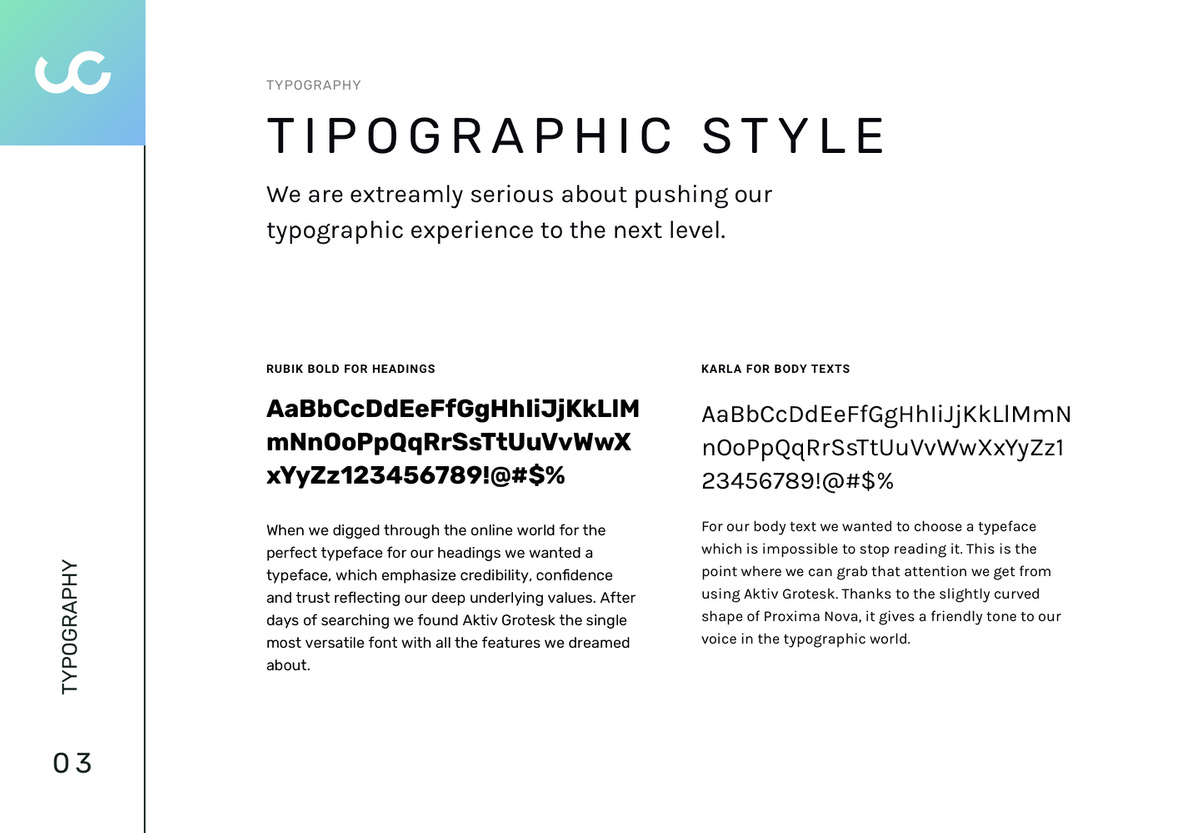 TYPOGRAPHY
TIPOGRAPHIC STYLE
We are extreamly serious about pushing our
typographic experience to the next level.
RUBIK BOLD FOR HEADINGS
AaBbCcDdEeFfGgHhIiJjKkLlM
mNnOoPpQqRrSsTtUuVvWwX
xYyZz123456789!@#$%
When we digged through the online world for the
perfect typeface for our headings we wanted a
typeface, which emphasize credibility, confidence
and trust reflecting our deep underlying values. After
days of searching we found Aktiv Grotesk the single
most versatile font with all the features we dreamed
about.
KARLA FOR BODY TEXTS
AaBbCcDdEeFfGgHhIiJjKkLlMmN
nOoPpQqRrSsTtUuVvWwXxYyZz1
23456789!@#$%
For our body text we wanted to choose a typeface
which is impossible to stop reading it. This is the
point where we can grab that attention we get from
using Aktiv Grotesk. Thanks to the slightly curved
shape of Proxima Nova, it gives a friendly tone to our
voice in the typographic world.
TYPOGRAPHY
03